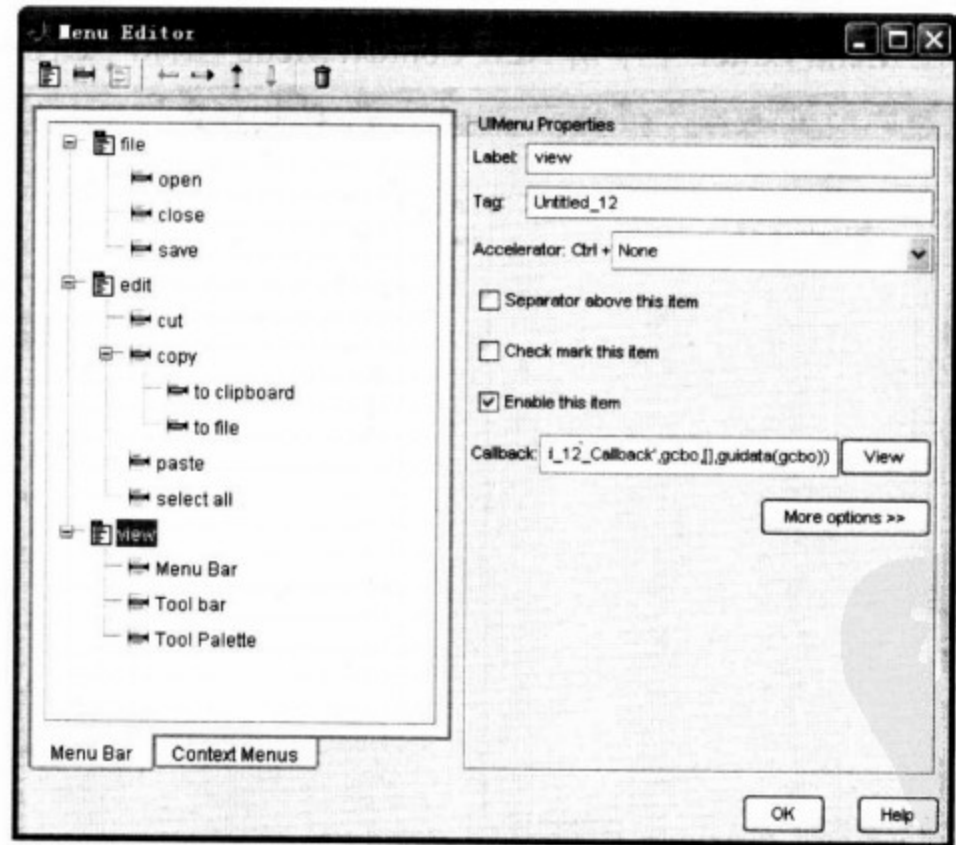 Menu Editor
file
open
close
save
edit
cut
copy
to clipboard
to file
paste
select all
view
Menu Bar
Tool bar
Tool Palette
Menu Bar
Context Menus
UIMenu Properties
Label: view
Tag: Untitled_12
Accelerator: Ctrl + None
Separator above this item
Check mark this item
Enable this item
Callback: i_12_Callback',gcbo,[],guidata(gcbo)) View
More options >>
OK Help